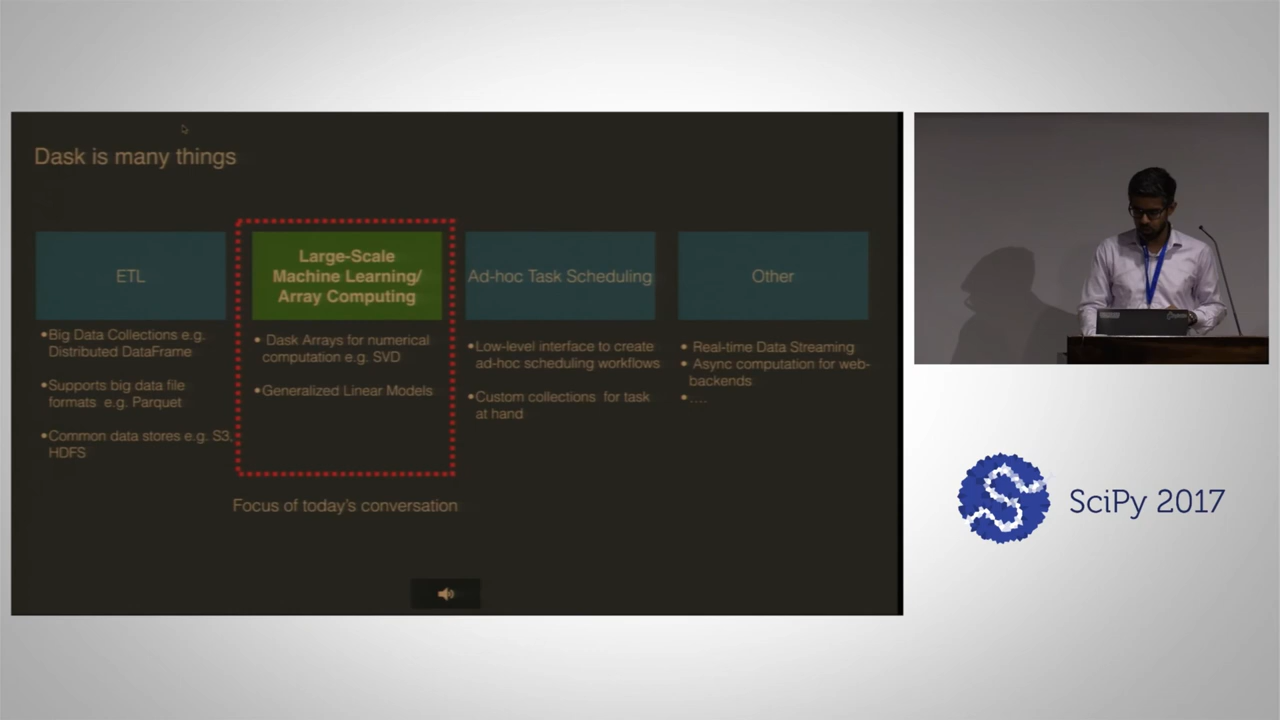 Dask is many things
ETL
•Big Data Collections e.g.
Distributed DataFrame
•Supports big data file
formats e.g. Parquet
•Common data stores e.g. S3,
HDFS
Large-Scale
Machine Learning/
Array Computing
• Dask Arrays for numerical
computation e.g. SVD
•Generalized Linear Models
Ad-hoc Task Scheduling
•Low-level interface to create
ad-hoc scheduling workflows
•Custom collections for task
at hand
Other
• Real-time Data Streaming
• Async computation for web-
backends
•....
Focus of today's conversation
SciPy 2017